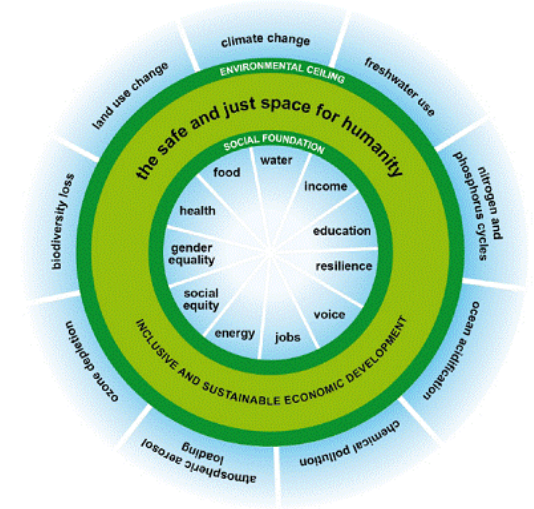 climate change
freshwater use
nitrogen and
phosphorus cycles
ocean acidification
chemical pollution
atmospheric aerosol
loading
ozone depletion
biodiversity loss
land use change
ENVIRONMENTAL CEILING
the safe and just space for humanity
SOCIAL FOUNDATION
water
income
education
resilience
voice
jobs
energy
social
equity
gender
equality
health
food
INCLUSIVE AND SUSTAINABLE ECONOMIC DEVELOPMENT